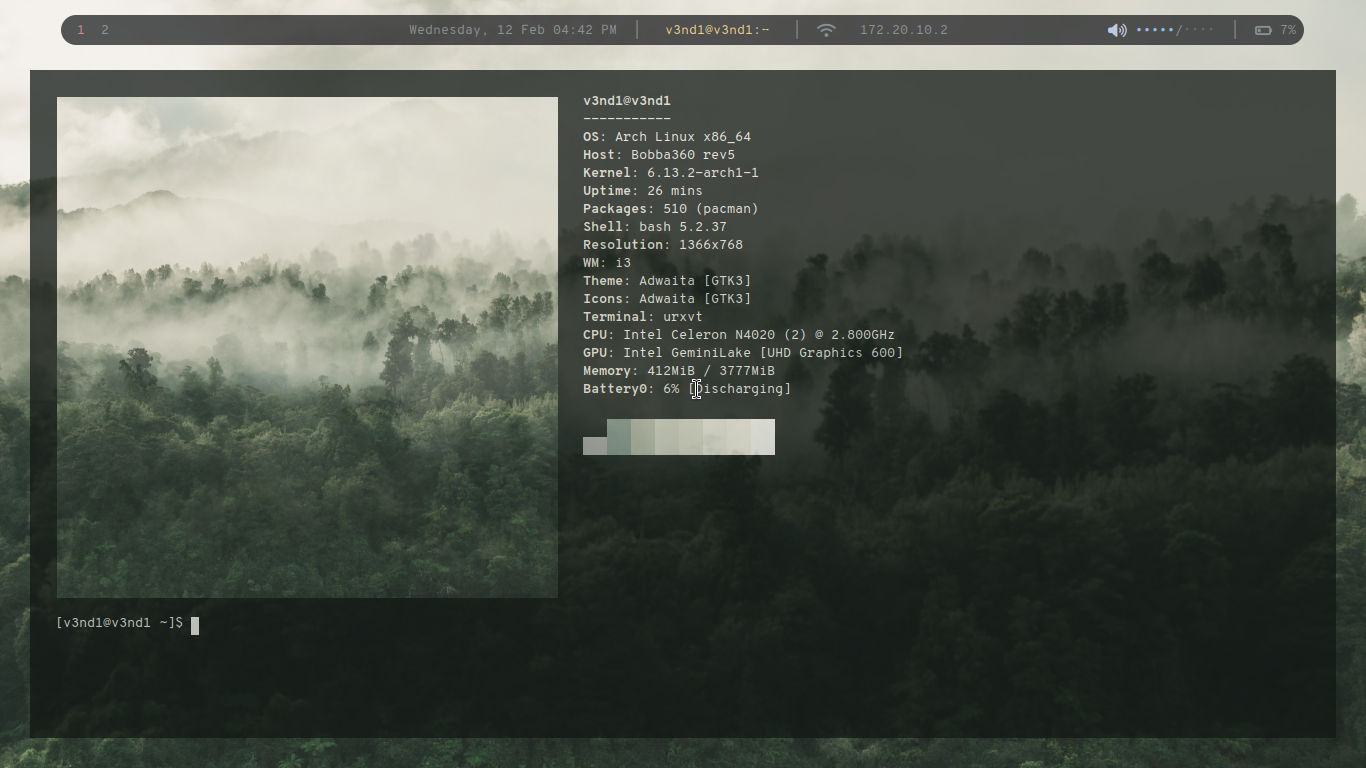 1 2 Wednesday, 12 Feb 04:42 PM v3nd1@v3nd1:~ 172.20.10.2 •••••/···· 7%
v3nd1@v3nd1
-----------
OS: Arch Linux x86_64
Host: Bobba360 rev5
Kernel: 6.13.2-arch1-1
Uptime: 26 mins
Packages: 510 (pacman)
Shell: bash 5.2.37
Resolution: 1366x768
WM: i3
Theme: Adwaita [GTK3]
Icons: Adwaita [GTK3]
Terminal: urxvt
CPU: Intel Celeron N4020 (2) @ 2.800GHz
GPU: Intel GeminiLake [UHD Graphics 600]
Memory: 412MiB / 3777MiB
Battery0: 6% [Discharging]
[v3nd1@v3nd1 ~]$